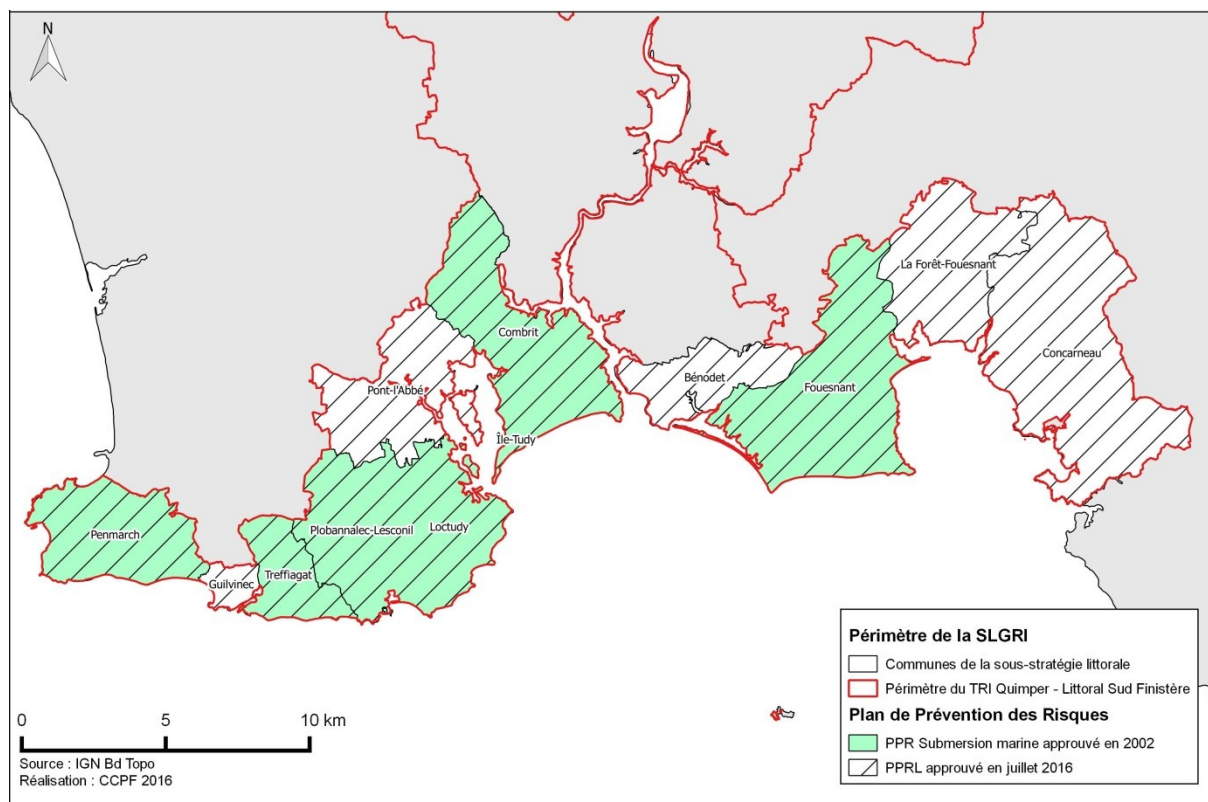 N
La Forêt-Fouesnant
Combrit
Concarneau
Bénodet
Pont-l'Abbé
Fouesnant
Île-Tudy
Penmarch
Plobannalec-Lesconil
Loctudy
Treffiagat
Guilvinec
Périmètre de la SLGRI
Communes de la sous-stratégie littorale
Périmètre du TRI Quimper - Littoral Sud Finistère
Plan de Prévention des Risques
PPR Submersion marine approuvé en 2002
PPRL approuvé en juillet 2016
0 5 10 km
Source : IGN Bd Topo
Réalisation : CCPF 2016